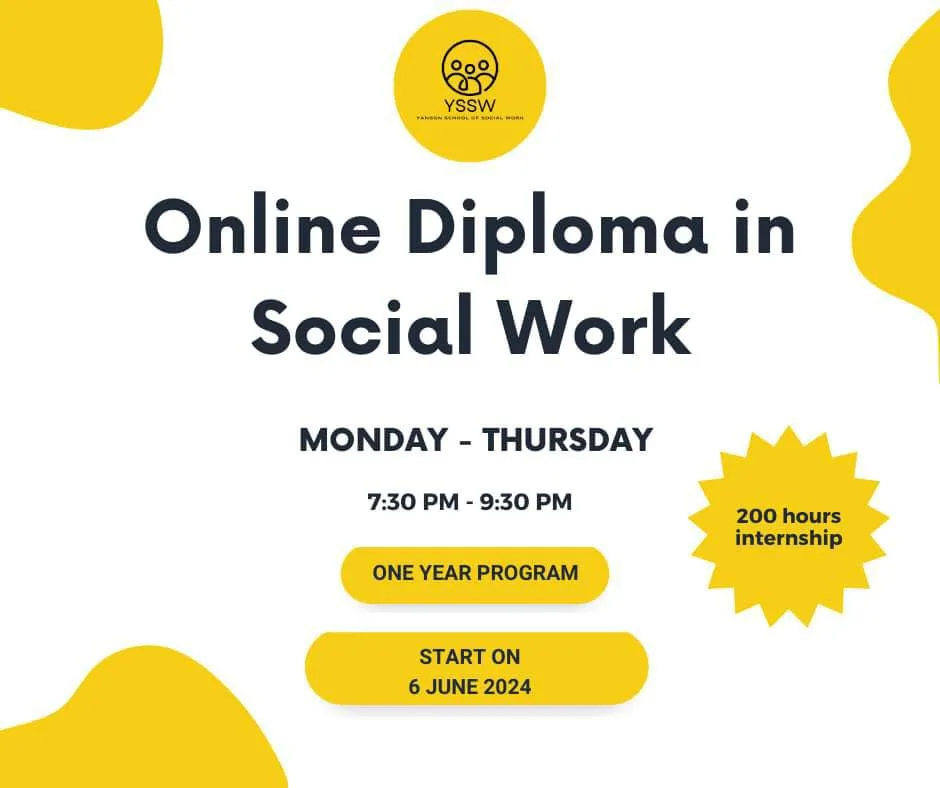 YSSW
YANGON SCHOOL OF SOCIAL WORK
Online Diploma in
Social Work
MONDAY - THURSDAY
7:30 PM - 9:30 PM
200 hours
internship
ONE YEAR PROGRAM
START ON
6 JUNE 2024